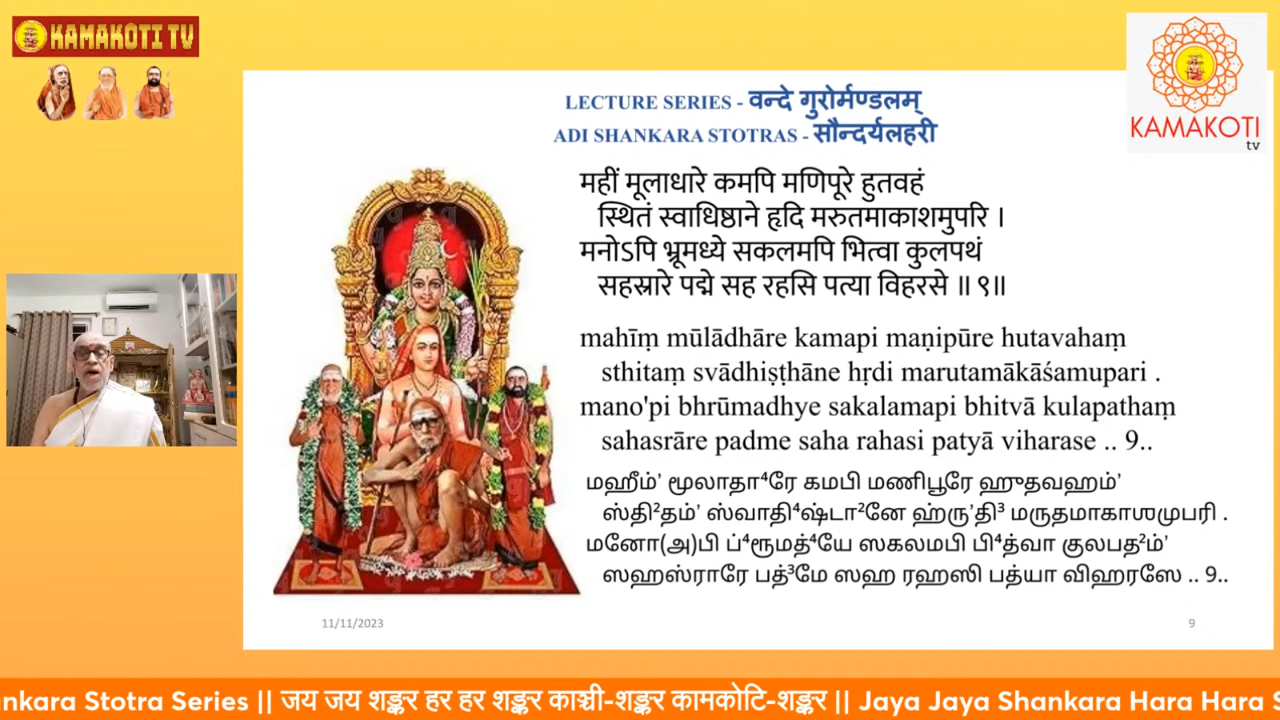 KAMAKOTI TV
KAMAKOTI
tv
LECTURE SERIES - वन्दे गुरोर्मण्डलम्
ADI SHANKARA STOTRAS - सौन्दर्यलहरी
महीं मूलाधारे कमपि मणिपूरे हुतवहं
स्थितं स्वाधिष्ठाने हृदि मरुतमाकाशमुपरि ।
मनोऽपि भ्रूमध्ये सकलमपि भित्वा कुलपथं
सहस्रारे पद्मे सह रहसि पत्या विहरसे ॥ ९॥
mahīṃ mūlādhāre kamapi maṇipūre hutavahaṃ
sthitaṃ svādhiṣṭhāne hṛdi marutamākāśamupari .
mano'pi bhrūmadhye sakalamapi bhitvā kulapathaṃ
sahasrāre padme saha rahasi patyā viharase .. 9..
மஹீம்ʼ மூலாதா⁴ரே கமபி மணிபூரே ஹுதவஹம்ʼ
ஸ்தி²தம்ʼ ஸ்வாதி⁴ஷ்டா²னே ஹ்ருʼதி³ மருதமாகாஶமுபரி .
மனோ(அ)பி ப்⁴ரூமத்⁴யே ஸகலமபி பி⁴த்வா குலபத²ம்ʼ
ஸஹஸ்ராரே பத்³மே ஸஹ ரஹஸி பத்யா விஹரஸே .. 9..
11/11/2023
9
nkara Stotra Series || जय जय शङ्कर हर हर शङ्कर काञ्ची-शङ्कर कामकोटि-शङ्कर || Jaya Jaya Shankara Hara Hara S